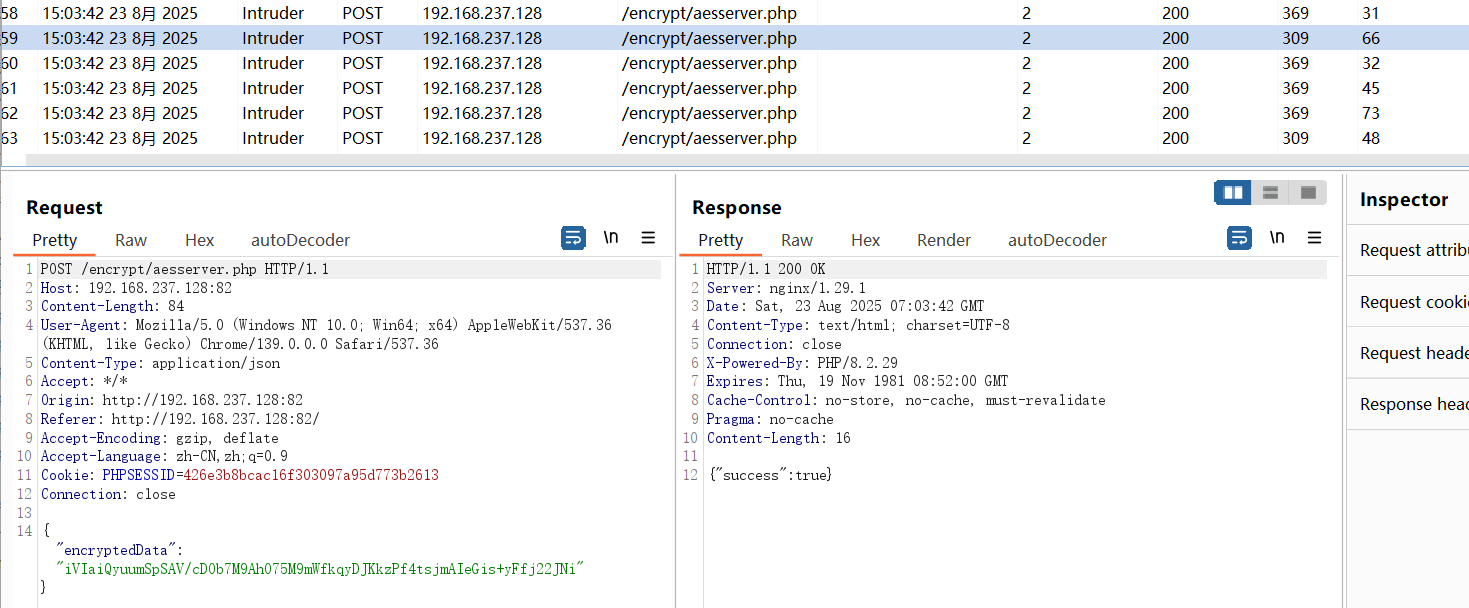 58 15:03:42 23 8月 2025 Intruder POST 192.168.237.128 /encrypt/aesserver.php 2 200 369 31
59 15:03:42 23 8月 2025 Intruder POST 192.168.237.128 /encrypt/aesserver.php 2 200 309 66
60 15:03:42 23 8月 2025 Intruder POST 192.168.237.128 /encrypt/aesserver.php 2 200 369 32
61 15:03:42 23 8月 2025 Intruder POST 192.168.237.128 /encrypt/aesserver.php 2 200 369 45
62 15:03:42 23 8月 2025 Intruder POST 192.168.237.128 /encrypt/aesserver.php 2 200 369 73
63 15:03:42 23 8月 2025 Intruder POST 192.168.237.128 /encrypt/aesserver.php 2 200 309 48
Request
Pretty Raw Hex autoDecoder \n
1 POST /encrypt/aesserver.php HTTP/1.1
2 Host: 192.168.237.128:82
3 Content-Length: 84
4 User-Agent: Mozilla/5.0 (Windows NT 10.0; Win64; x64) AppleWebKit/537.36
(KHTML, like Gecko) Chrome/139.0.0.0 Safari/537.36
5 Content-Type: application/json
6 Accept: */*
7 Origin: http://192.168.237.128:82
8 Referer: http://192.168.237.128:82/
9 Accept-Encoding: gzip, deflate
10 Accept-Language: zh-CN,zh;q=0.9
11 Cookie: PHPSESSID=426e3b8bcac16f303097a95d773b2613
12 Connection: close
13
14 {
"encryptedData":
"iVIaiQyuumSpSAV/cD0b7M9Ah075M9mWfkqyDJKkzPf4tsjmAIeGis+yFfj22JNi"
}
Response
Pretty Raw Hex Render autoDecoder \n
1 HTTP/1.1 200 OK
2 Server: nginx/1.29.1
3 Date: Sat, 23 Aug 2025 07:03:42 GMT
4 Content-Type: text/html; charset=UTF-8
5 Connection: close
6 X-Powered-By: PHP/8.2.29
7 Expires: Thu, 19 Nov 1981 08:52:00 GMT
8 Cache-Control: no-store, no-cache, must-revalidate
9 Pragma: no-cache
10 Content-Length: 16
11
12 {"success":true}
Inspector
Request attribu
Request cooki
Request heade
Response head